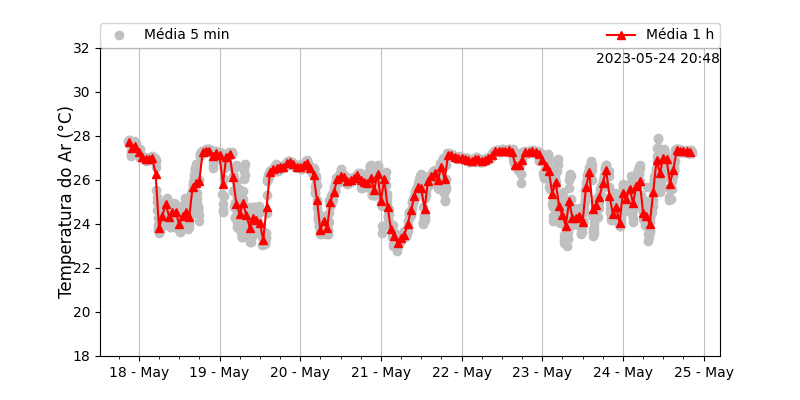 Média 5 min
Média 1 h
2023-05-24 20:48
Temperatura do Ar (°C)
32
30
28
26
24
22
20
18
18 - May
19 - May
20 - May
21 - May
22 - May
23 - May
24 - May
25 - May